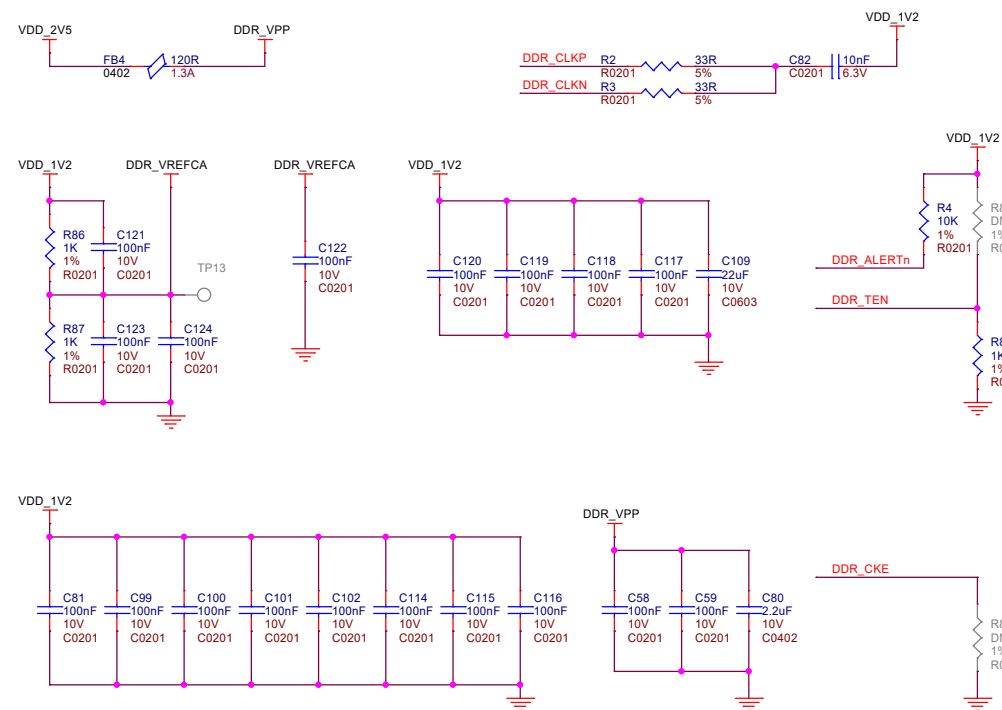 VDD_2V5
DDR_VPP
FB4 120R
0402 1.3A
VDD_1V2
DDR_CLKP R2 33R C82 10nF
R0201 5% C0201 6.3V
DDR_CLKN R3 33R
R0201 5%
VDD_1V2
DDR_VREFCA
R86
1K
1%
R0201
C121
100nF
10V
C0201
TP13
R87
1K
1%
R0201
C123
100nF
10V
C0201
C124
100nF
10V
C0201
DDR_VREFCA
C122
100nF
10V
C0201
VDD_1V2
C120
100nF
10V
C0201
C119
100nF
10V
C0201
C118
100nF
10V
C0201
C117
100nF
10V
C0201
C109
22uF
10V
C0603
VDD_1V2
R4
10K
1%
R0201
DDR_ALERTn
DDR_TEN
VDD_1V2
C81
100nF
10V
C0201
C99
100nF
10V
C0201
C100
100nF
10V
C0201
C101
100nF
10V
C0201
C102
100nF
10V
C0201
C114
100nF
10V
C0201
C115
100nF
10V
C0201
C116
100nF
10V
C0201
DDR_VPP
C58
100nF
10V
C0201
C59
100nF
10V
C0201
C80
2.2uF
10V
C0402
DDR_CKE